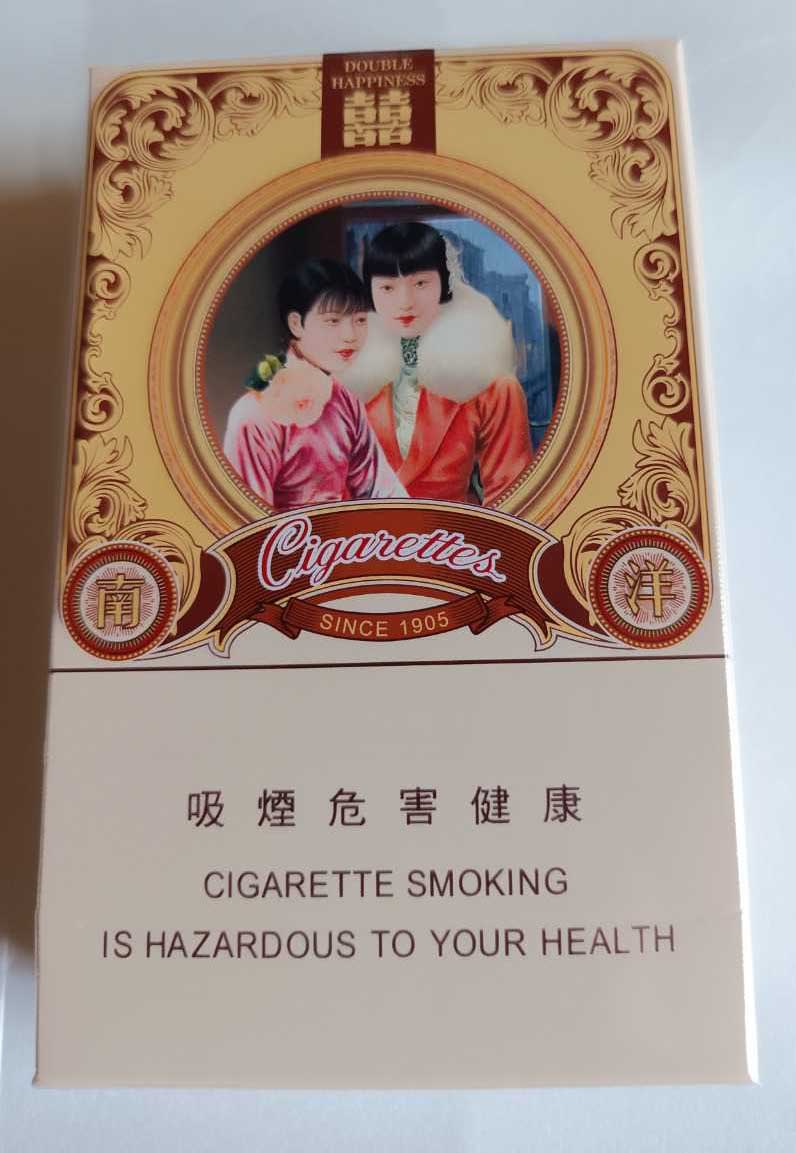 DOUBLE
HAPPINESS
囍
Cigarettes
SINCE 1905
南
洋
吸煙危害健康
CIGARETTE SMOKING
IS HAZARDOUS TO YOUR HEALTH